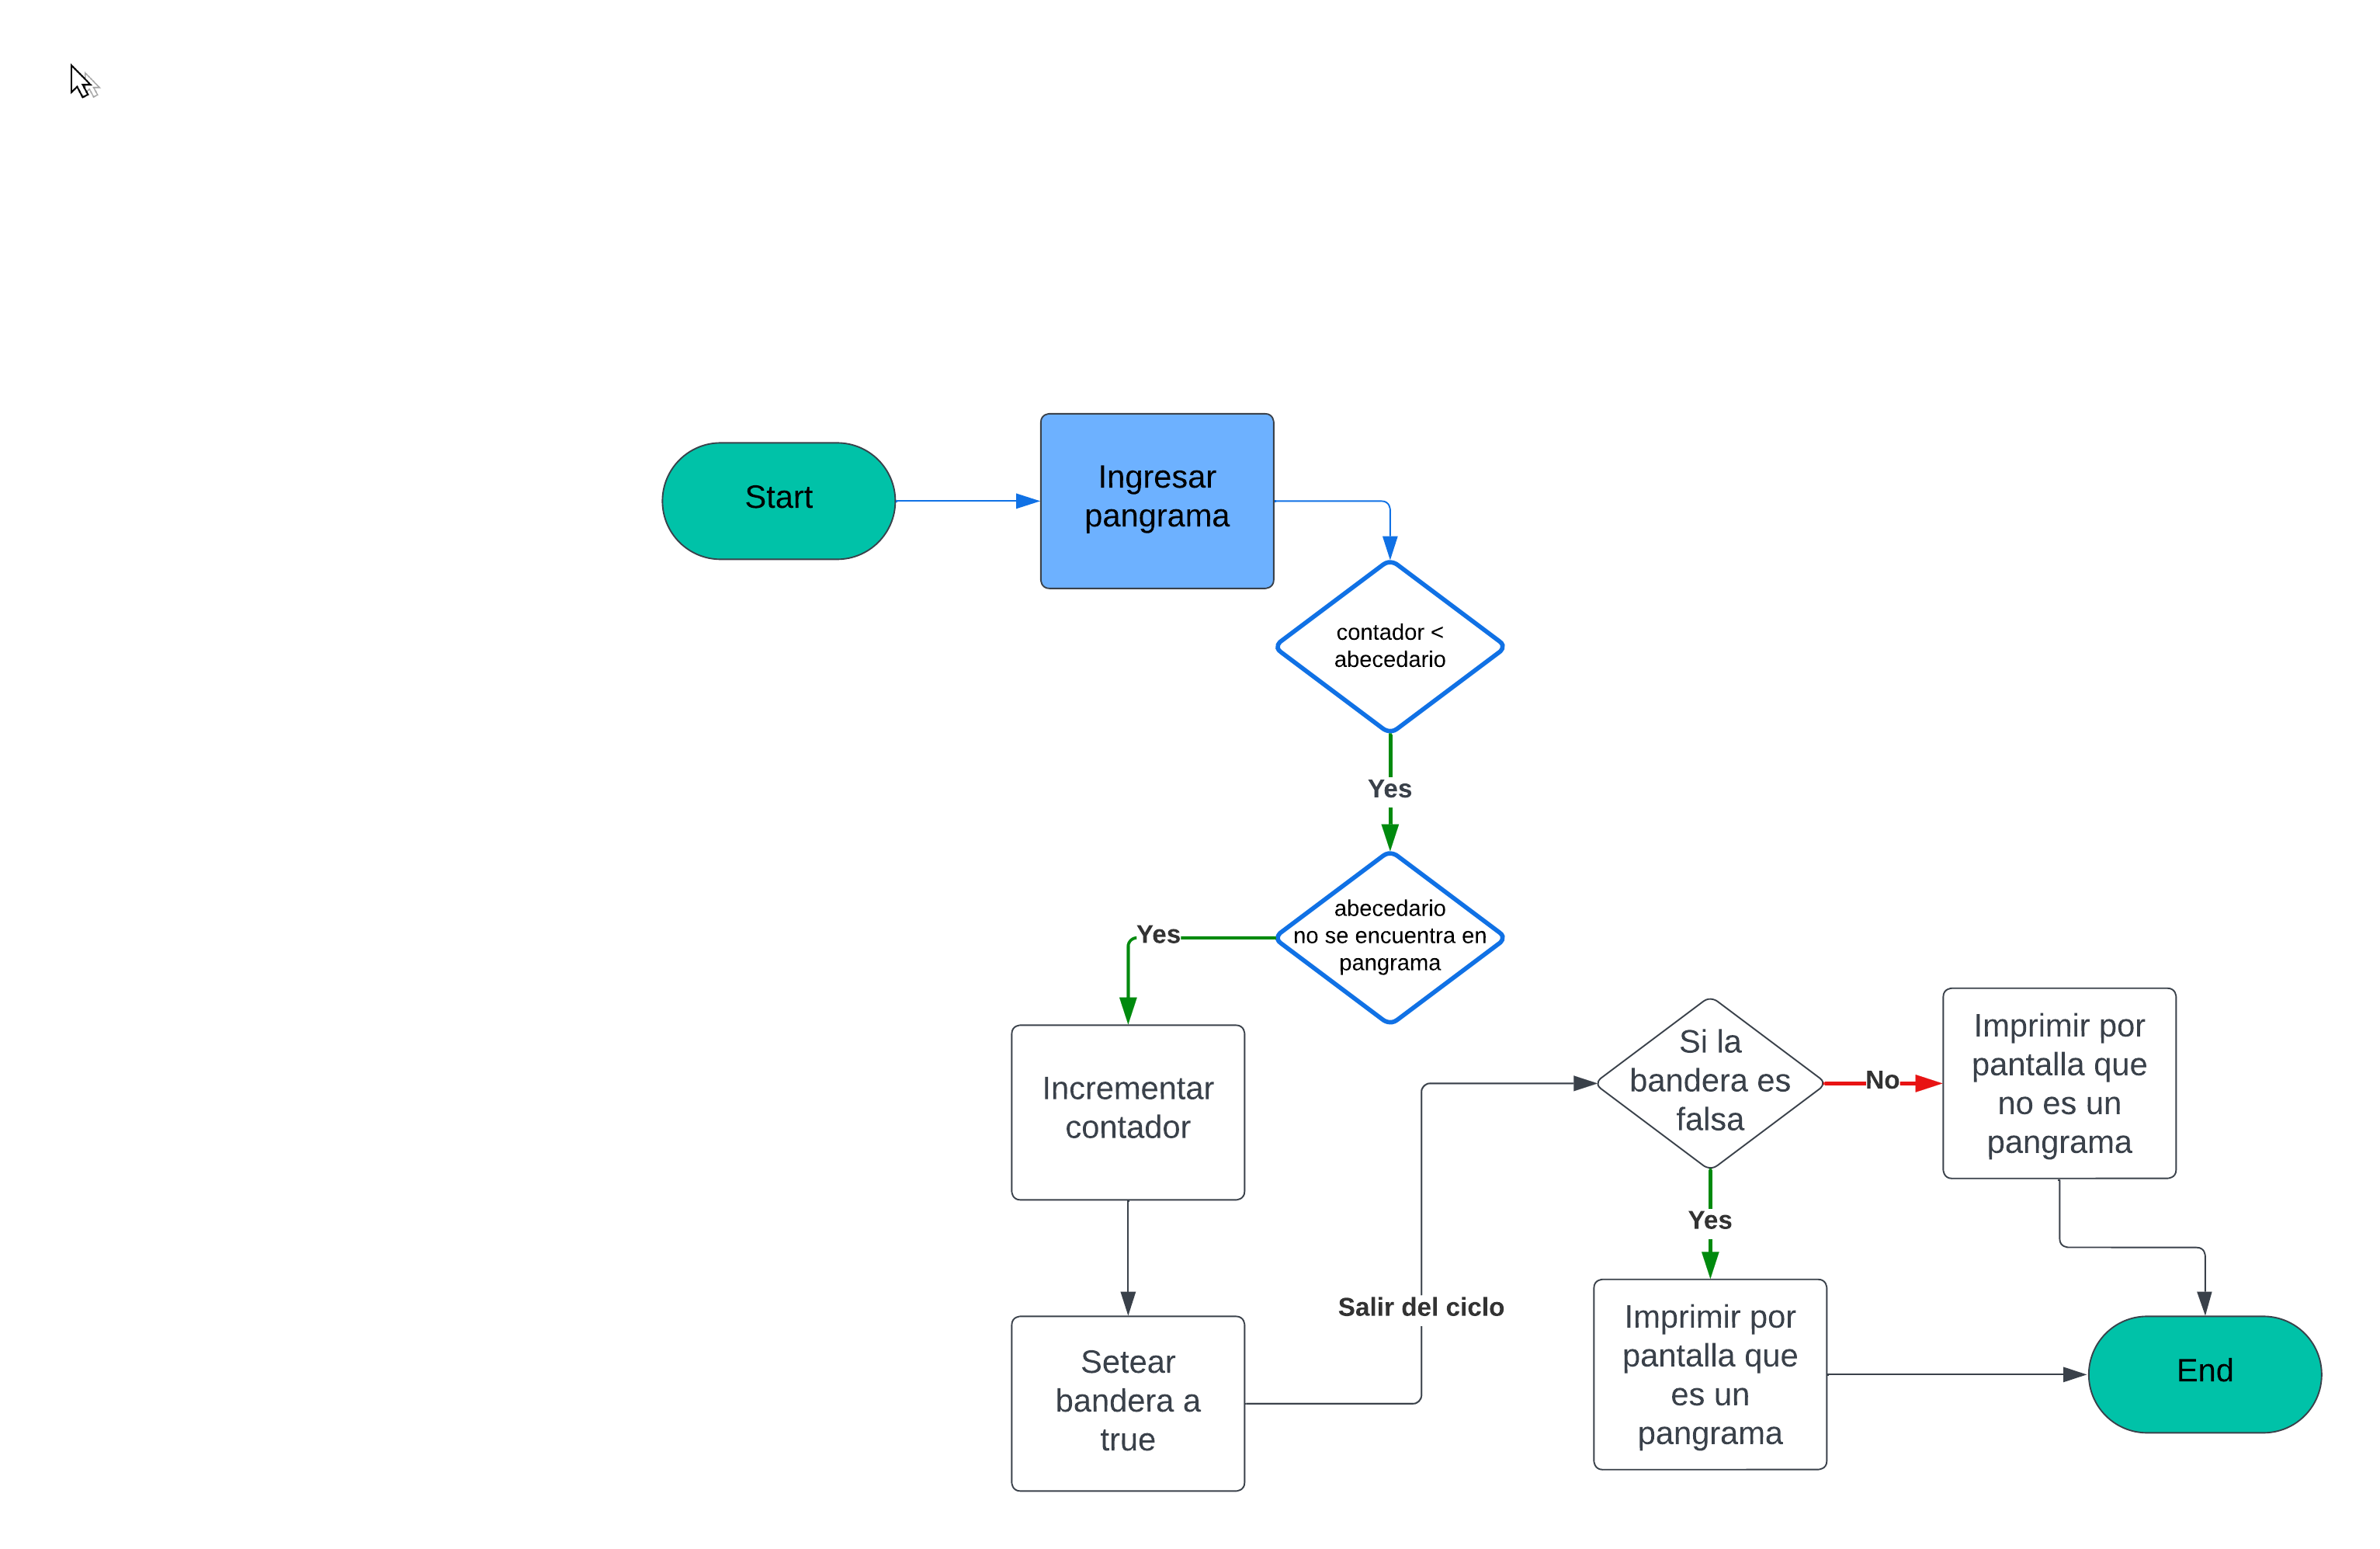 Start
Ingresar
pangrama
contador <
abecedario
Yes
abecedario
no se encuentra en
pangrama
Yes
Incrementar
contador
Setear
bandera a
true
Salir del ciclo
Si la
bandera es
falsa
No
Imprimir por
pantalla que
no es un
pangrama
Yes
Imprimir por
pantalla que
es un
pangrama
End